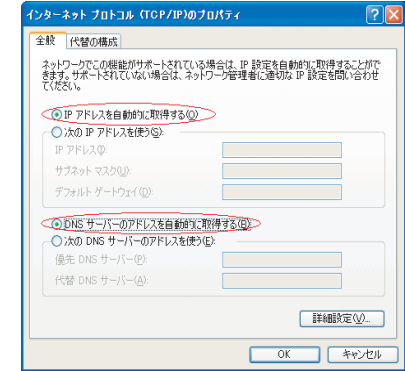 インターネット プロトコル (TCP/IP)のプロパティ
全般 代替の構成
ネットワークでこの機能がサポートされている場合は、IP 設定を自動的に取得することがで
きます。サポートされていない場合は、ネットワーク管理者に適切な IP 設定を問い合わせ
てください。
IP アドレスを自動的に取得する(O)
次の IP アドレスを使う(S):
IP アドレス(I):
サブネット マスク(U):
デフォルト ゲートウェイ(D):
DNS サーバーのアドレスを自動的に取得する(B)
次の DNS サーバーのアドレスを使う(E):
優先 DNS サーバー(P):
代替 DNS サーバー(A):
詳細設定(V)...
OK キャンセル